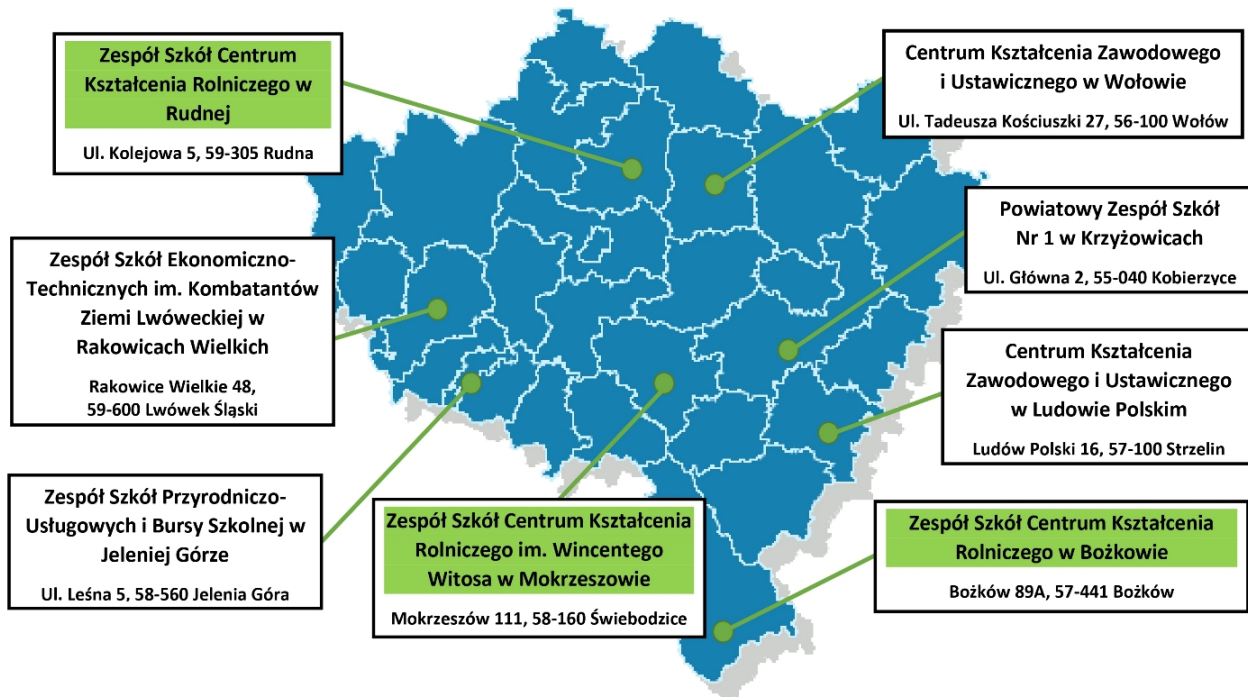 Zespół Szkół Centrum
Kształcenia Rolniczego w
Rudnej
Ul. Kolejowa 5, 59-305 Rudna
Centrum Kształcenia Zawodowego
i Ustawicznego w Wołowie
Ul. Tadeusza Kościuszki 27, 56-100 Wołów
Powiatowy Zespół Szkół
Nr 1 w Krzyżowicach
Ul. Główna 2, 55-040 Kobierzyce
Zespół Szkół Ekonomiczno-
Technicznych im. Kombatantów
Ziemi Lwóweckiej w
Rakowicach Wielkich
Rakowice Wielkie 48,
59-600 Lwówek Śląski
Centrum Kształcenia
Zawodowego i Ustawicznego
w Ludowie Polskim
Ludów Polski 16, 57-100 Strzelin
Zespół Szkół Przyrodniczo-
Usługowych i Bursy Szkolnej w
Jeleniej Górze
Ul. Leśna 5, 58-560 Jelenia Góra
Zespół Szkół Centrum Kształcenia
Rolniczego im. Wincentego
Witosa w Mokrzeszowie
Mokrzeszów 111, 58-160 Świebodzice
Zespół Szkół Centrum Kształcenia
Rolniczego w Bożkowie
Bożków 89A, 57-441 Bożków